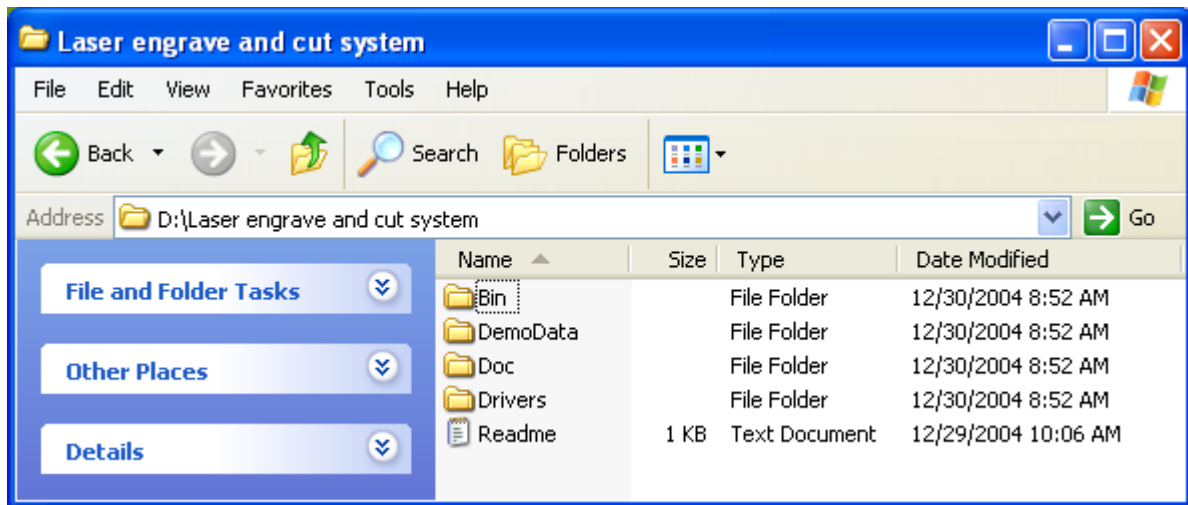 Laser engrave and cut system
File Edit View Favorites Tools Help
Back Search Folders
Address D:\Laser engrave and cut system Go
File and Folder Tasks
Other Places
Details
Name Size Type Date Modified
Bin File Folder 12/30/2004 8:52 AM
DemoData File Folder 12/30/2004 8:52 AM
Doc File Folder 12/30/2004 8:52 AM
Drivers File Folder 12/30/2004 8:52 AM
Readme 1 KB Text Document 12/29/2004 10:06 AM